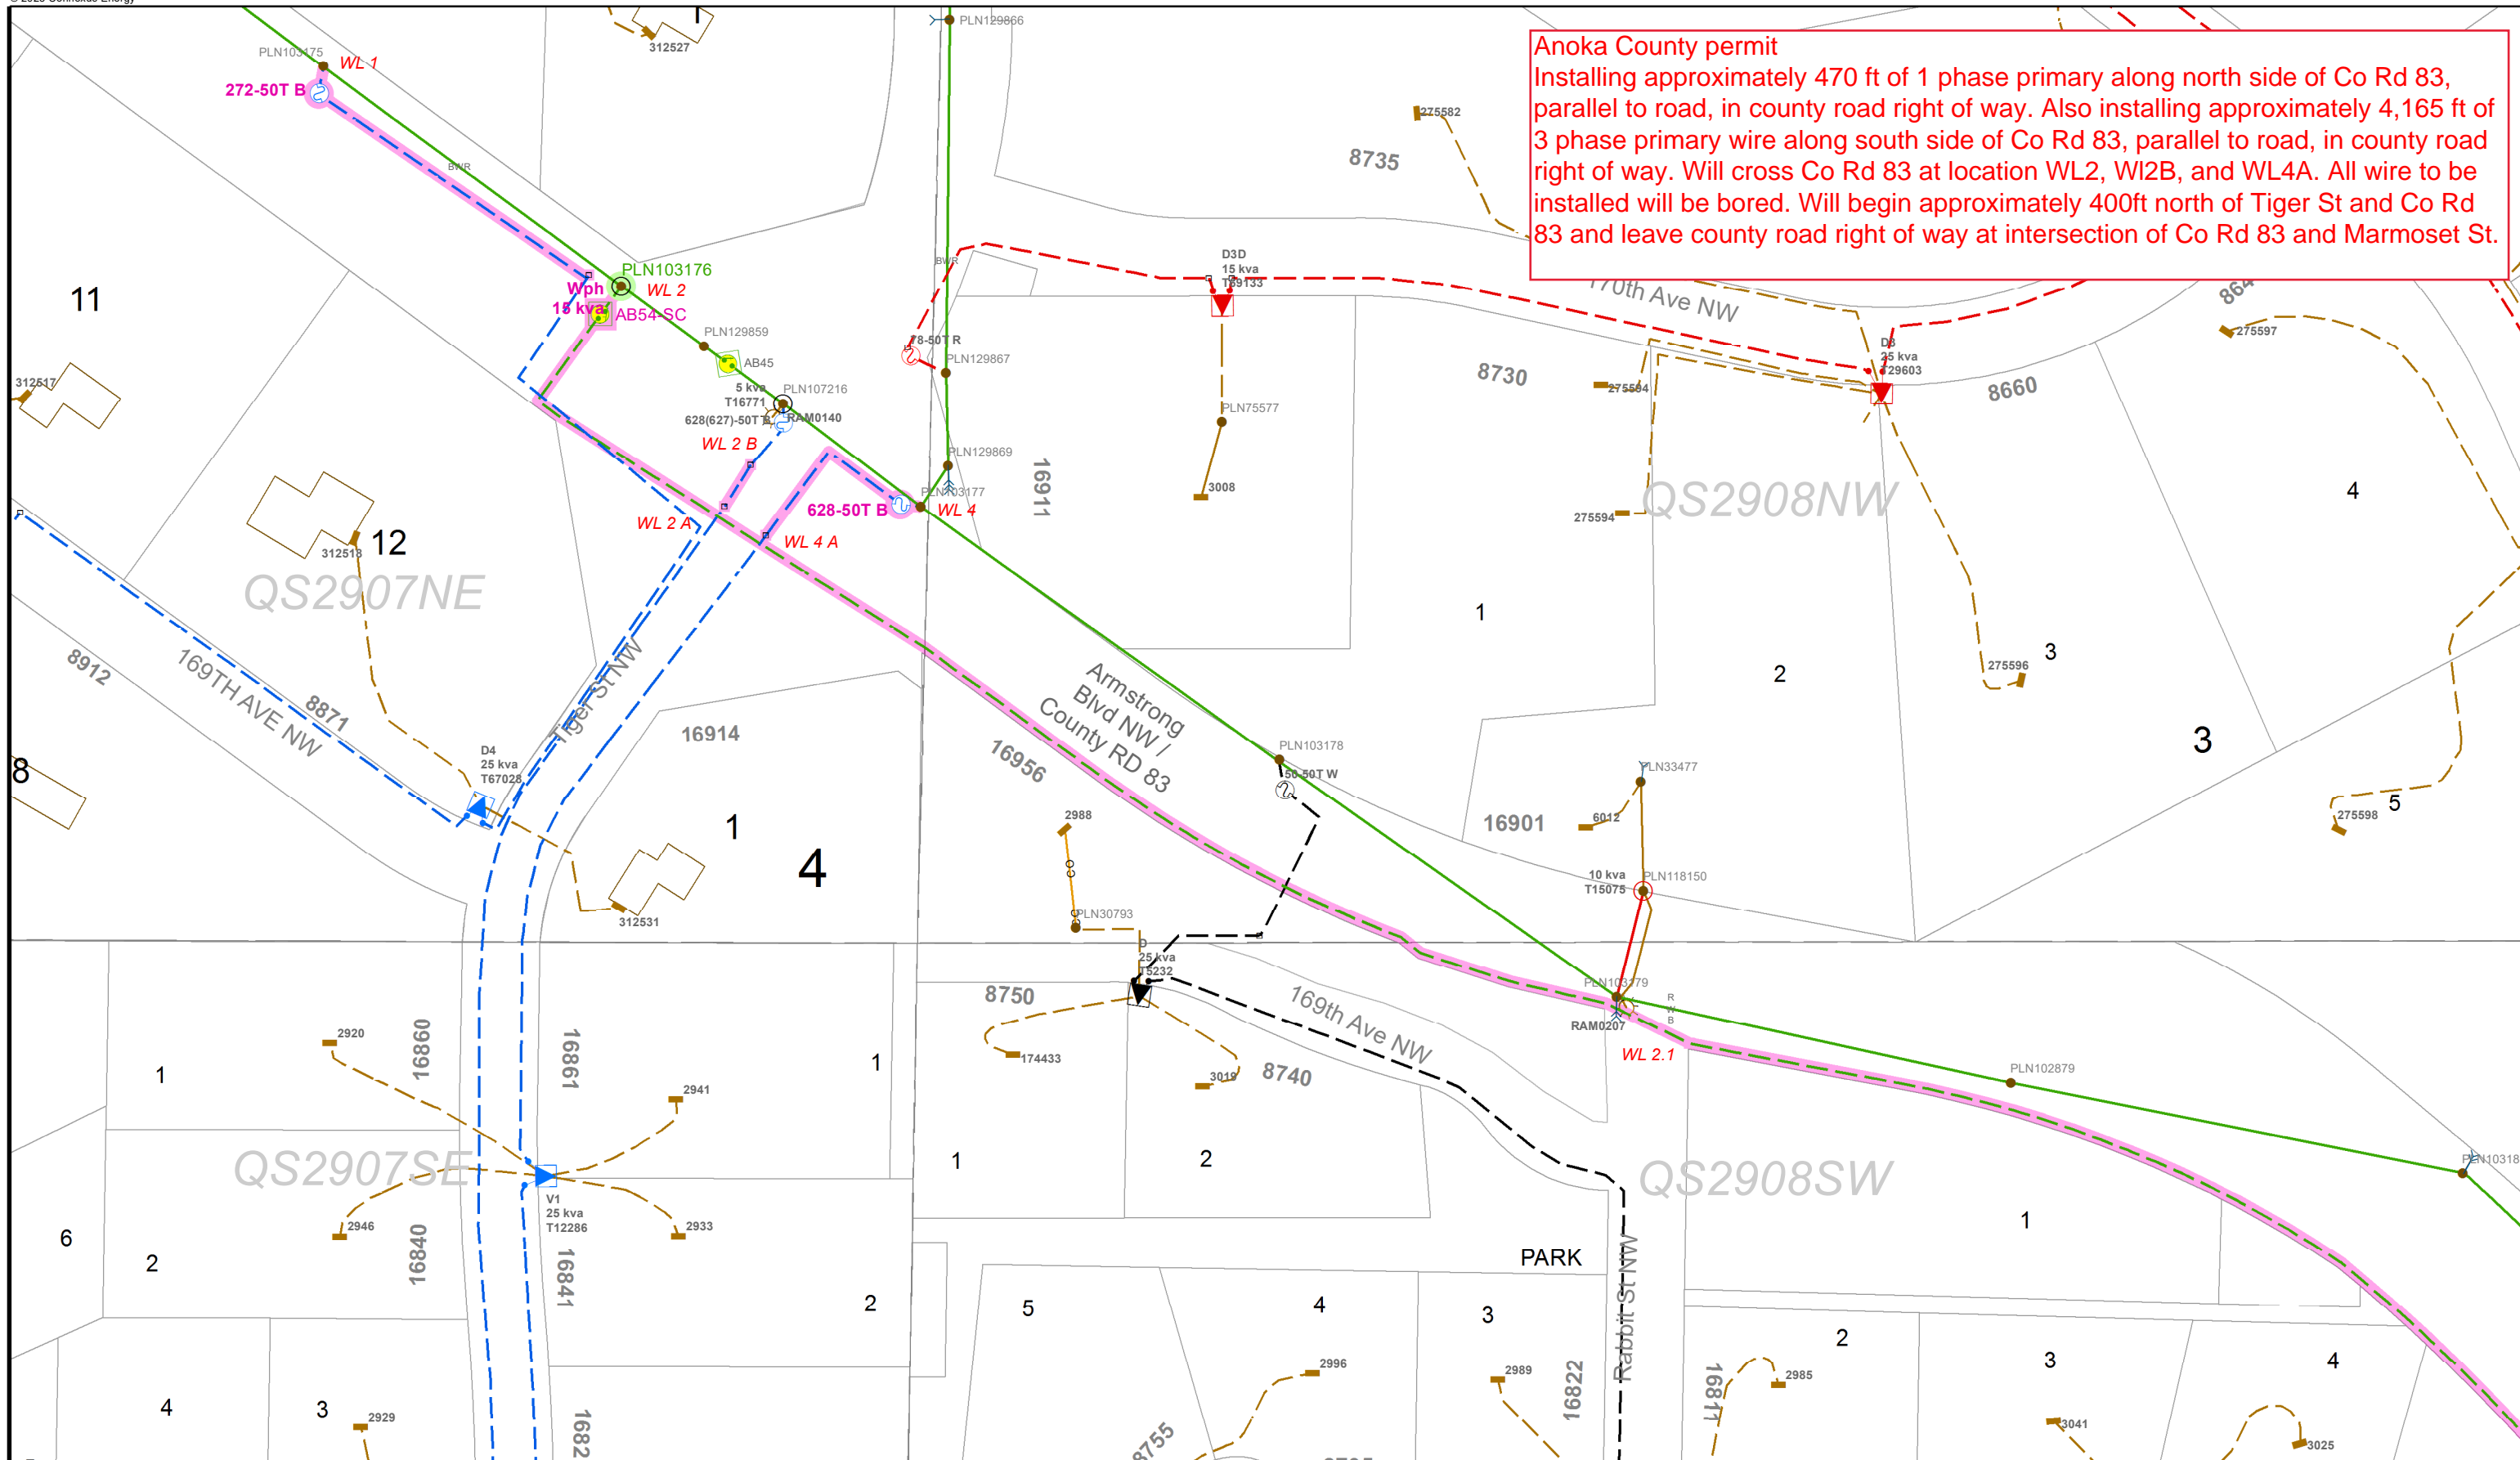 © 2025 Connexus Energy
Anoka County permit
Installing approximately 470 ft of 1 phase primary along north side of Co Rd 83,
parallel to road, in county road right of way. Also installing approximately 4,165 ft of
3 phase primary wire along south side of Co Rd 83, parallel to road, in county road
right of way. Will cross Co Rd 83 at location WL2, Wl2B, and WL4A. All wire to be
installed will be bored. Will begin approximately 400ft north of Tiger St and Co Rd
83 and leave county road right of way at intersection of Co Rd 83 and Marmoset St.
PLN129866
312527
PLN103175
WL 1
272-50T B
BWR
275582
8735
BWR
D3D
15 kva
T89133
PLN103176
WL 2
Wph
15 kva
AB54-SC
11
170th Ave NW
275597
PLN129859
AB45
78-50T R
PLN129867
D3
25 kva
T29603
8730
8660
275594
312517
5 kva
T16771
PLN107216
628(627)-50T B
RAM0140
PLN75577
WL 2 B
PLN129869
16911
3008
PLN103177
628-50T B
WL 4
QS2908NW
4
275594
WL 2 A
WL 4 A
312518
12
QS2907NE
1
2
3
275596
8912
169TH AVE NW
8871
Tiger St NW
16914
Armstrong
Blvd NW /
County RD 83
16956
3
PLN103178
50-50T W
PLN33477
D4
25 kva
T67028
8
1
4
2988
16901
6012
5
275598
10 kva
T15075
PLN118150
312531
PLN30793
D
25 kva
T5232
8750
169th Ave NW
PLN103179
R
W
B
RAM0207
WL 2.1
2920
16860
16861
1
1
2941
174433
3019
8740
PLN102879
QS2907SE
1
2
QS2908SW
PLN10318
V1
25 kva
T12286
2946
2933
6
2
16840
16841
1
PARK
Rabbit St NW
2
5
4
3
2
3
4
2996
2989
16822
16811
2985
4
3
2929
1682
8755
3041
3025